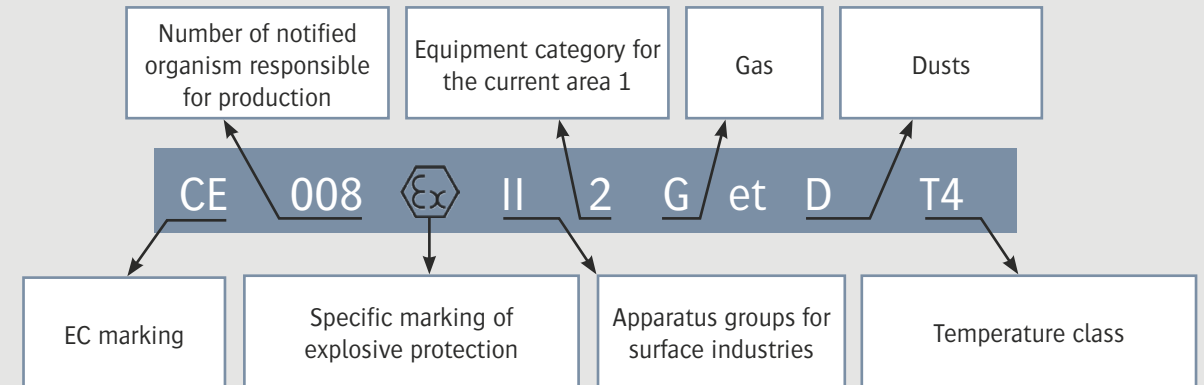 Number of notified
organism responsible
for production
Equipment category for
the current area 1
Gas
Dusts
CE 008 Ex II 2 G et D T4
EC marking
Specific marking of
explosive protection
Apparatus groups for
surface industries
Temperature class